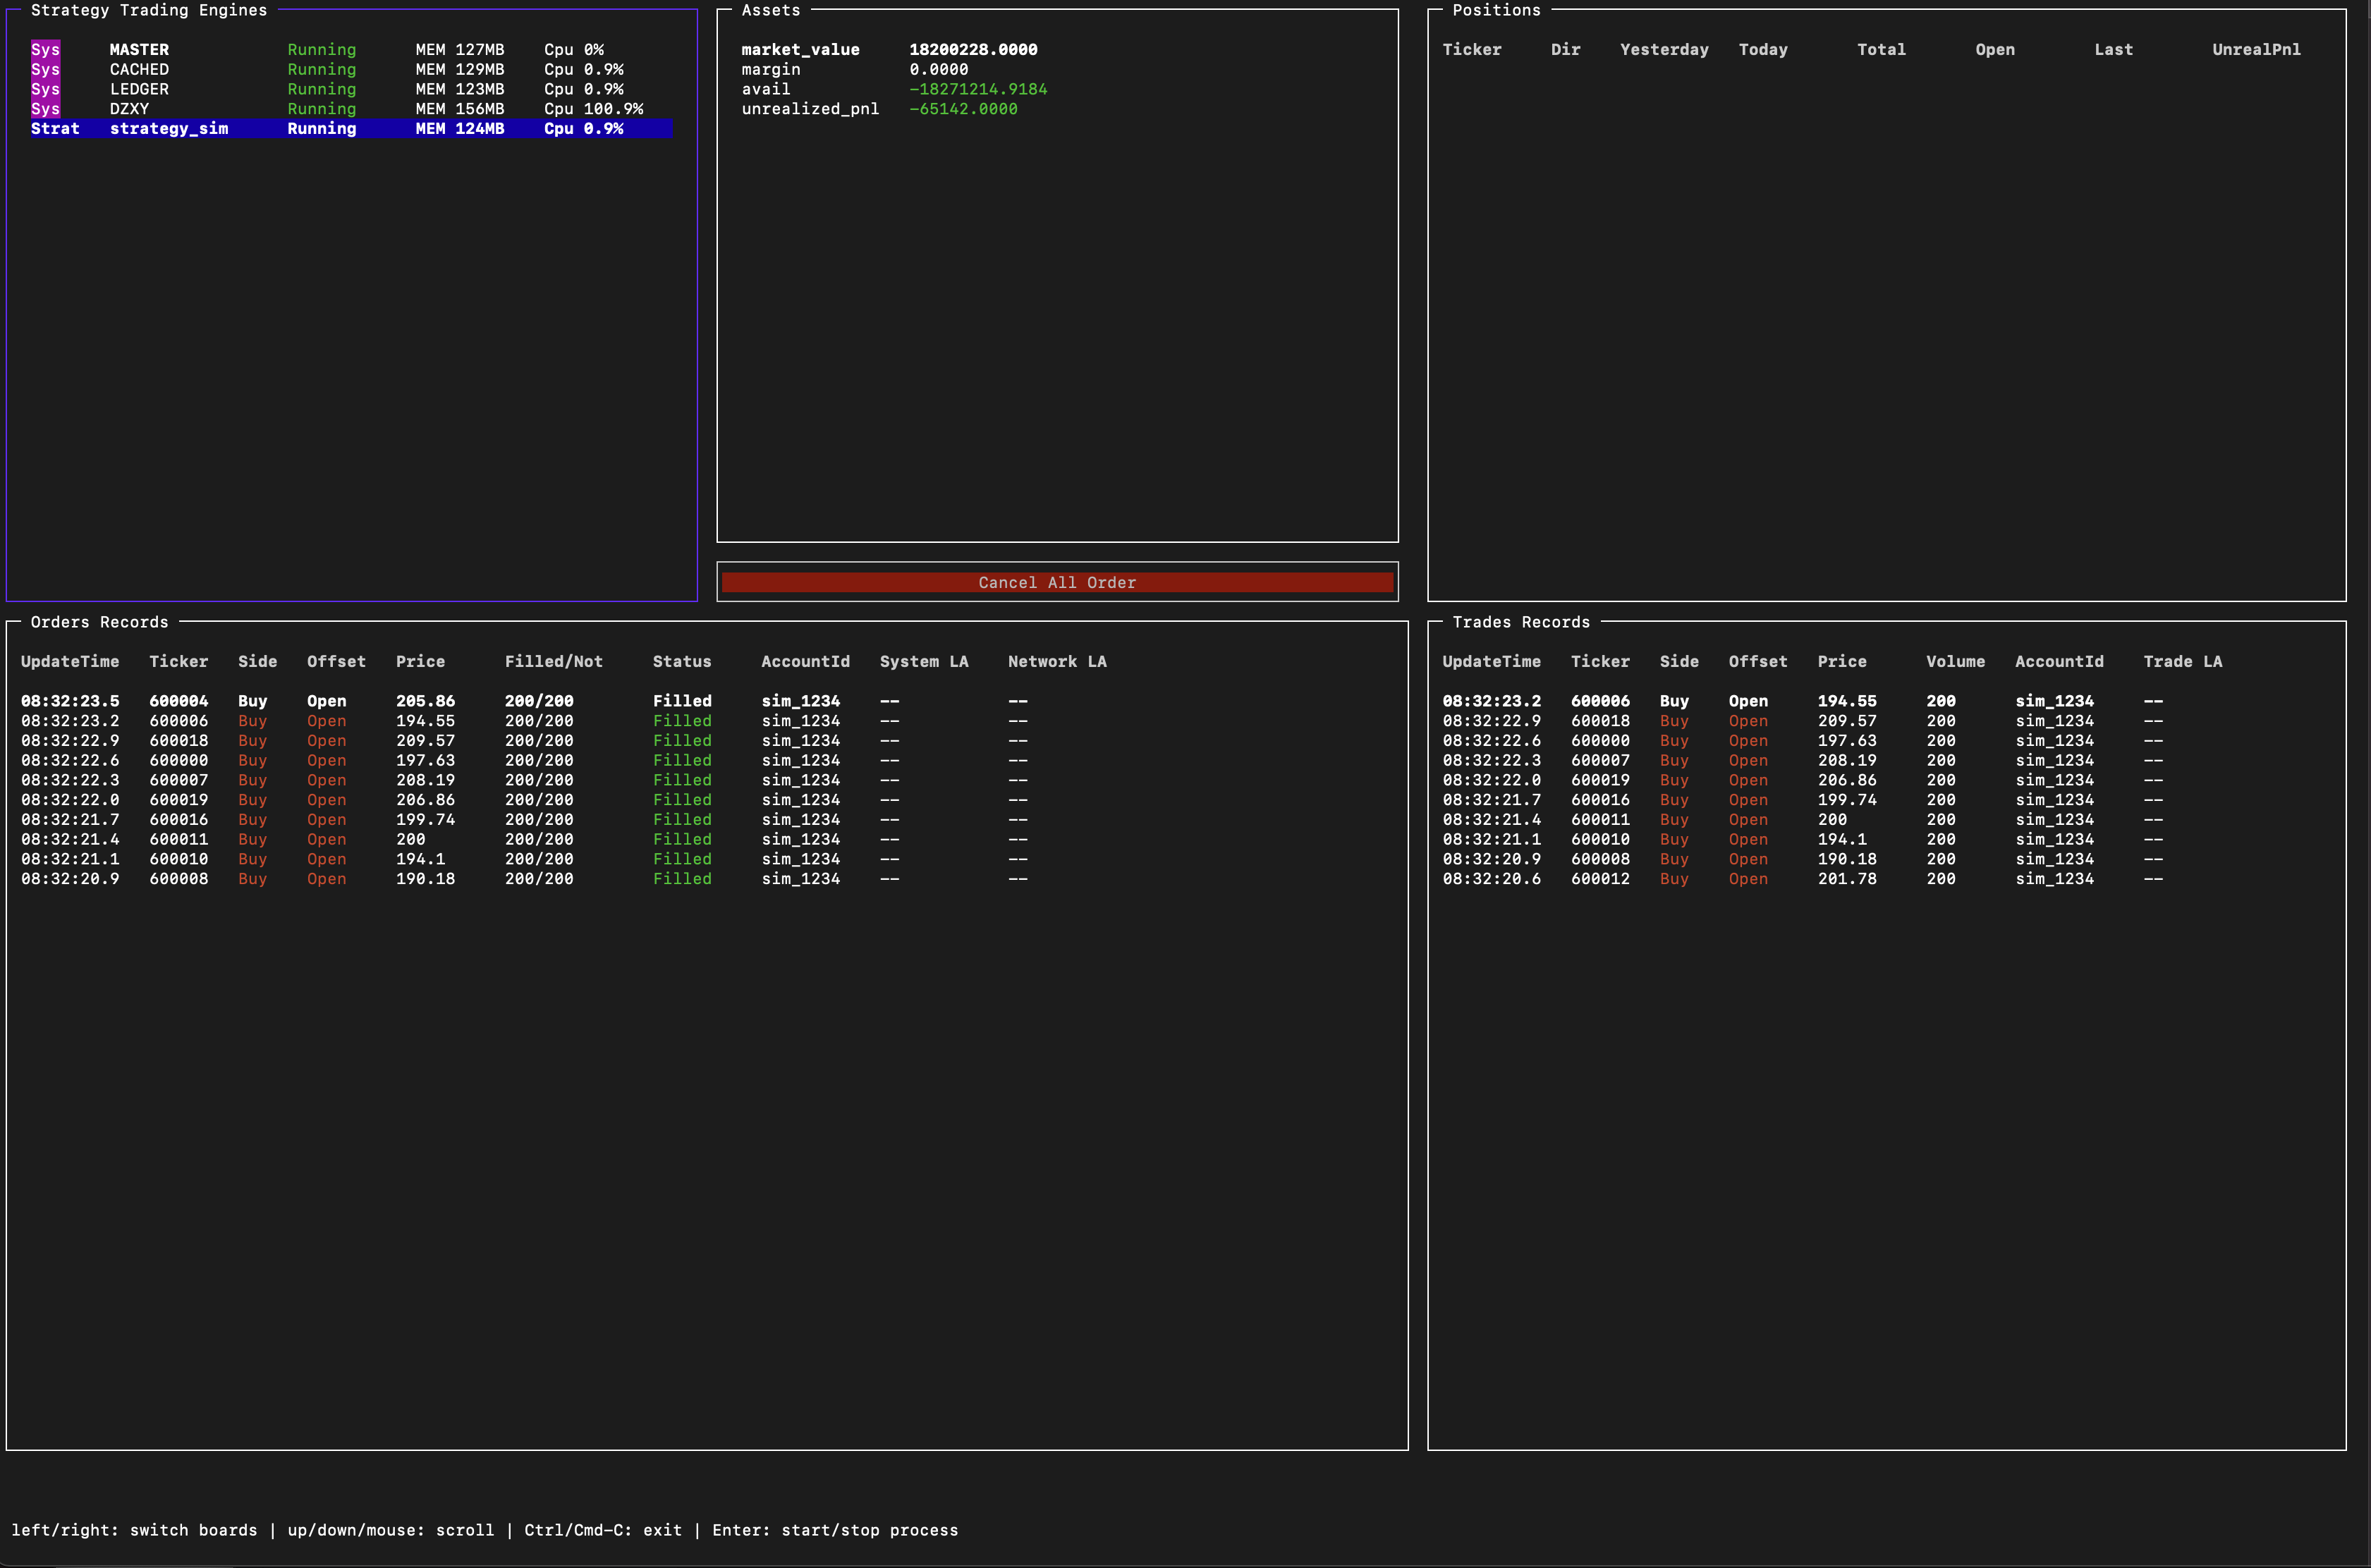 Strategy Trading Engines
Sys MASTER Running MEM 127MB Cpu 0%
Sys CACHED Running MEM 129MB Cpu 0.9%
Sys LEDGER Running MEM 123MB Cpu 0.9%
Sys DZXY Running MEM 156MB Cpu 100.9%
Strat strategy_sim Running MEM 124MB Cpu 0.9%
Assets
market_value 18200228.0000
margin 0.0000
avail -18271214.9184
unrealized_pnl -65142.0000
Cancel All Order
Positions
Ticker Dir Yesterday Today Total Open Last UnrealPnl
Orders Records
UpdateTime Ticker Side Offset Price Filled/Not Status AccountId System LA Network LA
08:32:23.5 600004 Buy Open 205.86 200/200 Filled sim_1234 -- --
08:32:23.2 600006 Buy Open 194.55 200/200 Filled sim_1234 -- --
08:32:22.9 600018 Buy Open 209.57 200/200 Filled sim_1234 -- --
08:32:22.6 600000 Buy Open 197.63 200/200 Filled sim_1234 -- --
08:32:22.3 600007 Buy Open 208.19 200/200 Filled sim_1234 -- --
08:32:22.0 600019 Buy Open 206.86 200/200 Filled sim_1234 -- --
08:32:21.7 600016 Buy Open 199.74 200/200 Filled sim_1234 -- --
08:32:21.4 600011 Buy Open 200 200/200 Filled sim_1234 -- --
08:32:21.1 600010 Buy Open 194.1 200/200 Filled sim_1234 -- --
08:32:20.9 600008 Buy Open 190.18 200/200 Filled sim_1234 -- --
Trades Records
UpdateTime Ticker Side Offset Price Volume AccountId Trade LA
08:32:23.2 600006 Buy Open 194.55 200 sim_1234 --
08:32:22.9 600018 Buy Open 209.57 200 sim_1234 --
08:32:22.6 600000 Buy Open 197.63 200 sim_1234 --
08:32:22.3 600007 Buy Open 208.19 200 sim_1234 --
08:32:22.0 600019 Buy Open 206.86 200 sim_1234 --
08:32:21.7 600016 Buy Open 199.74 200 sim_1234 --
08:32:21.4 600011 Buy Open 200 200 sim_1234 --
08:32:21.1 600010 Buy Open 194.1 200 sim_1234 --
08:32:20.9 600008 Buy Open 190.18 200 sim_1234 --
08:32:20.6 600012 Buy Open 201.78 200 sim_1234 --
left/right: switch boards | up/down/mouse: scroll | Ctrl/Cmd-C: exit | Enter: start/stop process